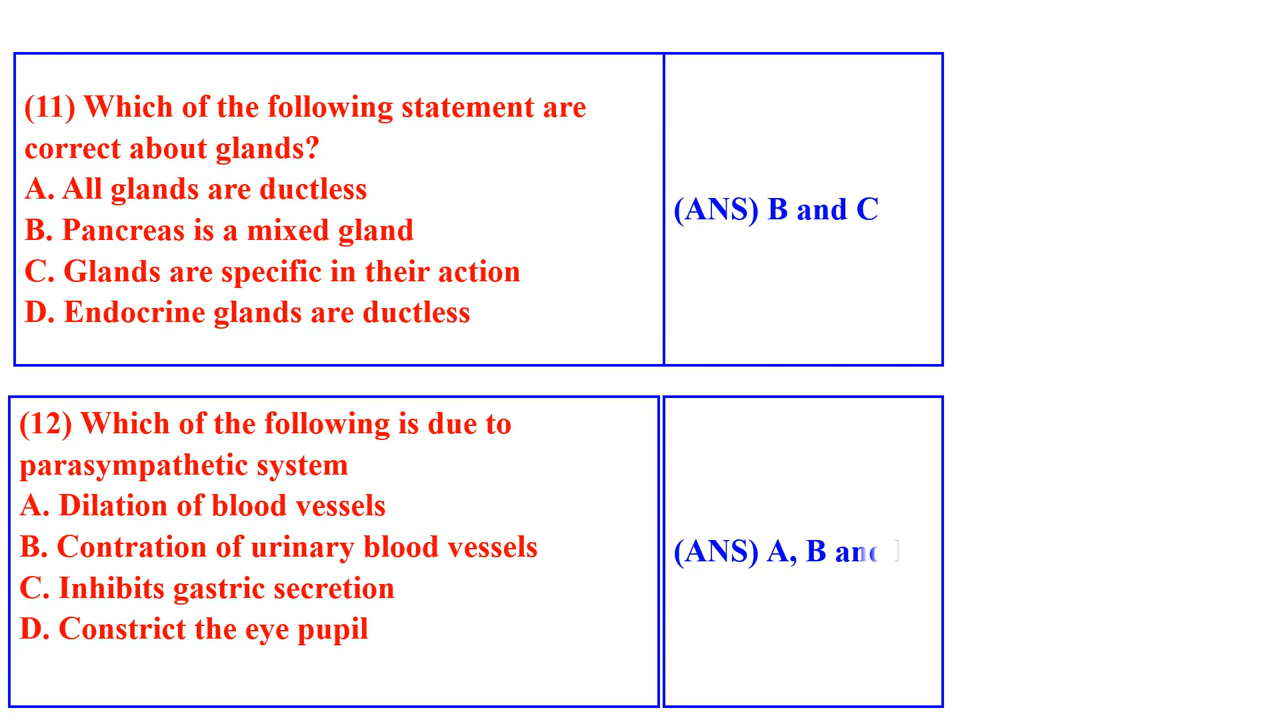 (11) Which of the following statement are
correct about glands?
A. All glands are ductless
B. Pancreas is a mixed gland
C. Glands are specific in their action
D. Endocrine glands are ductless
(ANS) B and C
(12) Which of the following is due to
parasympathetic system
A. Dilation of blood vessels
B. Contration of urinary blood vessels
C. Inhibits gastric secretion
D. Constrict the eye pupil
(ANS) A, B and